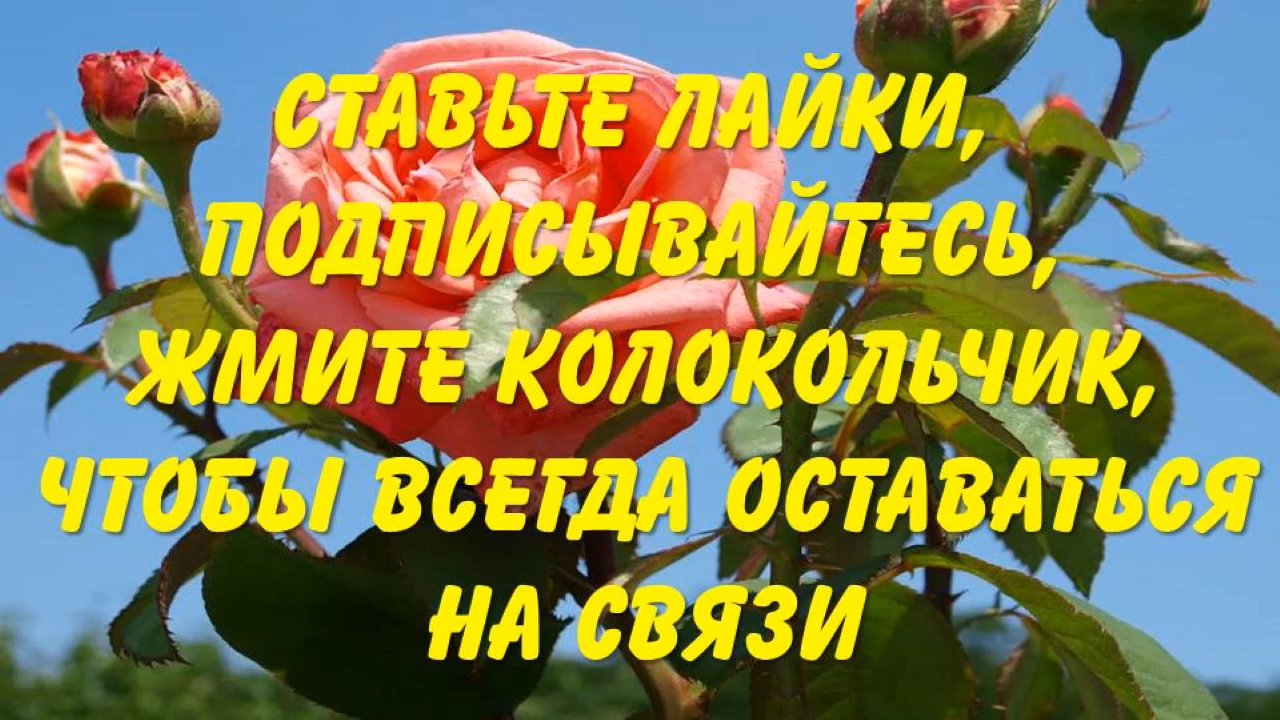 СТАВЬТЕ ЛАЙКИ,
ПОДПИСЫВАЙТЕСЬ,
ЖМИТЕ КОЛОКОЛЬЧИК,
ЧТОБЫ ВСЕГДА ОСТАВАТЬСЯ
НА СВЯЗИ